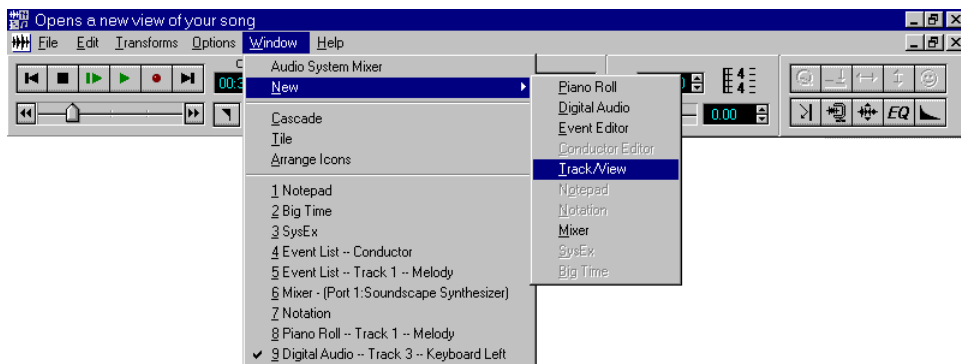 Opens a new view of your song
File Edit Transforms Options Window Help
Audio System Mixer
New
Cascade
Tile
Arrange Icons
1 Notepad
2 Big Time
3 SysEx
4 Event List -- Conductor
5 Event List -- Track 1 -- Melody
6 Mixer - (Port 1:Soundscape Synthesizer)
7 Notation
8 Piano Roll -- Track 1 -- Melody
9 Digital Audio -- Track 3 -- Keyboard Left
Piano Roll
Digital Audio
Event Editor
Conductor Editor
Track/View
Notepad
Notation
Mixer
SysEx
Big Time
4
4
0.00
EQ